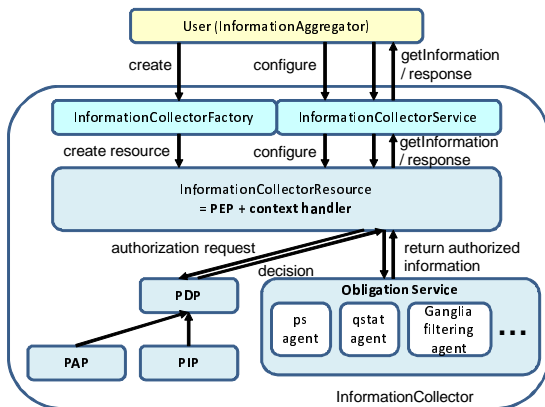 User (InformationAggregator)
create
configure
getInformation
/ response
InformationCollectorFactory
InformationCollectorService
create resource
configure
getInformation
/ response
InformationCollectorResource
= PEP + context handler
authorization request
decision
return authorized
information
PDP
Obligation Service
ps
agent
qstat
agent
Ganglia
filtering
agent
...
PAP
PIP
InformationCollector